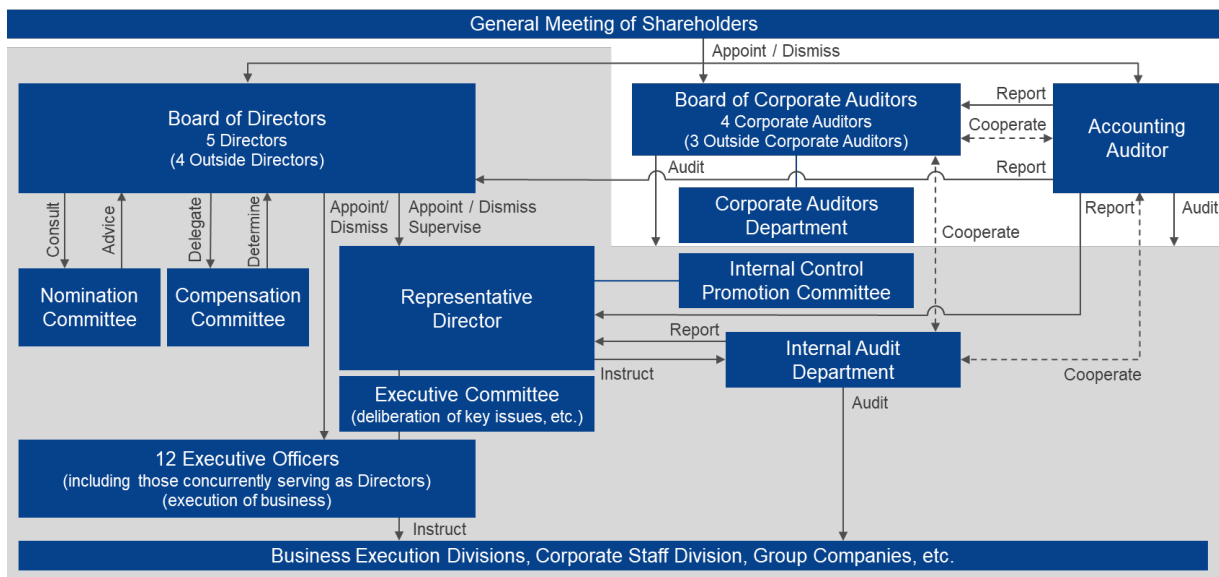 General Meeting of Shareholders
Appoint / Dismiss
Board of Directors
5 Directors
(4 Outside Directors)
Board of Corporate Auditors
4 Corporate Auditors
(3 Outside Corporate Auditors)
Report
Cooperate
Report
Accounting
Auditor
Audit
Consult
Advice
Delegate
Determine
Appoint/
Dismiss
Appoint / Dismiss
Supervise
Corporate Auditors
Department
Cooperate
Report
Audit
Nomination
Committee
Compensation
Committee
Representative
Director
Internal Control
Promotion Committee
Report
Instruct
Internal Audit
Department
Cooperate
Executive Committee
(deliberation of key issues, etc.)
Audit
12 Executive Officers
(including those concurrently serving as Directors)
(execution of business)
Instruct
Business Execution Divisions, Corporate Staff Division, Group Companies, etc.